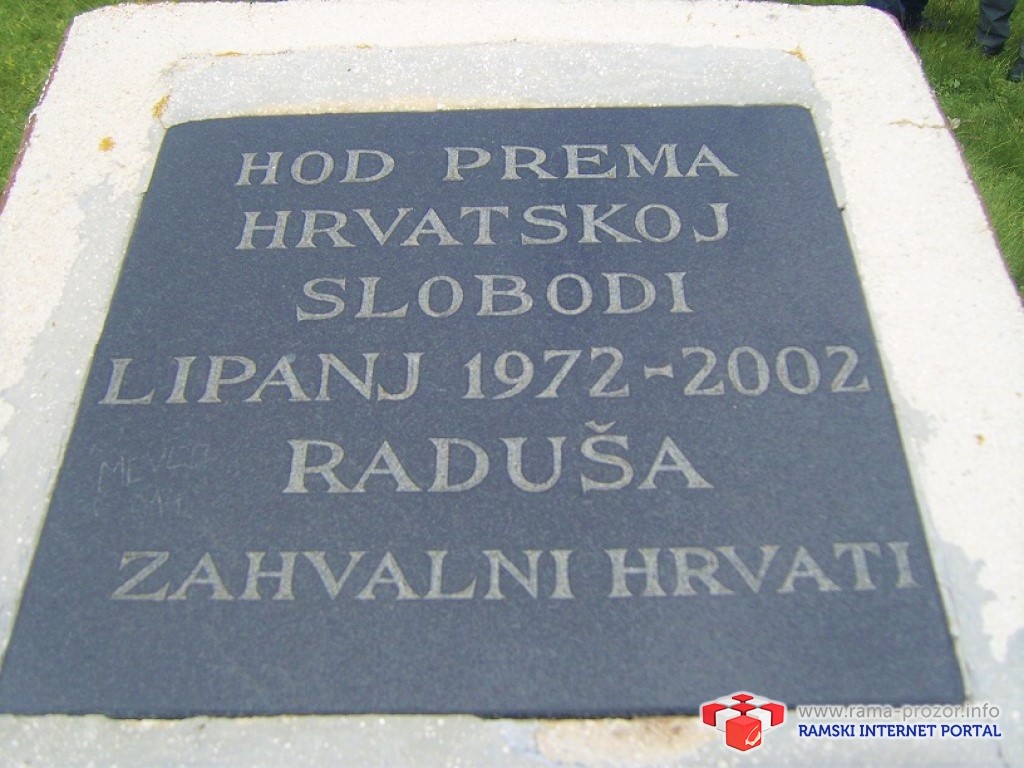 HOD PREMA
HRVATSKOJ
SLOBODI
LIPANJ 1972-2002
RADUŠA
ZAHVALNI HRVATI
www.rama-prozor.info
RAMSKI INTERNET PORTAL